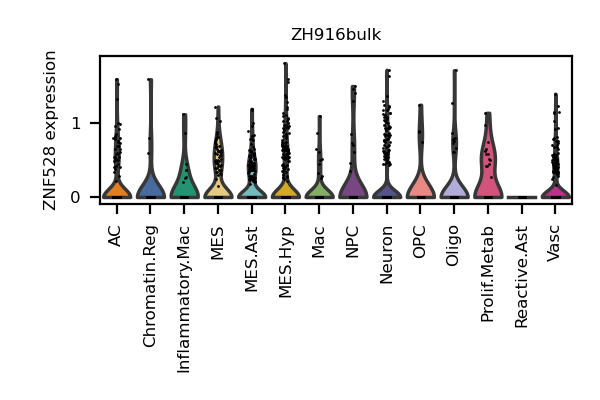 ZH916bulk
ZNF528 expression
1
0
AC
Chromatin.Reg
Inflammatory.Mac
MES
MES.Ast
MES.Hyp
Mac
NPC
Neuron
OPC
Oligo
Prolif.Metab
Reactive.Ast
Vasc